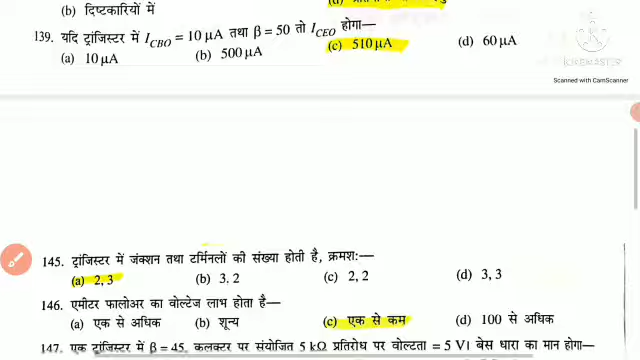 (b) दिष्टकारियों में
139. यदि ट्रांजिस्टर में I_CBO = 10 μA तथा β = 50 तो I_CEO होगा—
(a) 10 μA (b) 500 μA (c) 510 μA (d) 60 μA
KINEMASTER
Scanned with CamScanner
145. ट्रांजिस्टर में जंक्शन तथा टर्मिनलों की संख्या होती है, क्रमशः—
(a) 2, 3 (b) 3, 2 (c) 2, 2 (d) 3, 3
146. एमीटर फालोअर का वोल्टेज लाभ होता है—
(a) एक से अधिक (b) शून्य (c) एक से कम (d) 100 से अधिक
147. एक ट्रांजिस्टर में β = 45, कलक्टर पर संयोजित 5 kΩ प्रतिरोध पर वोल्टता = 5 V। बेस धारा का मान होगा—